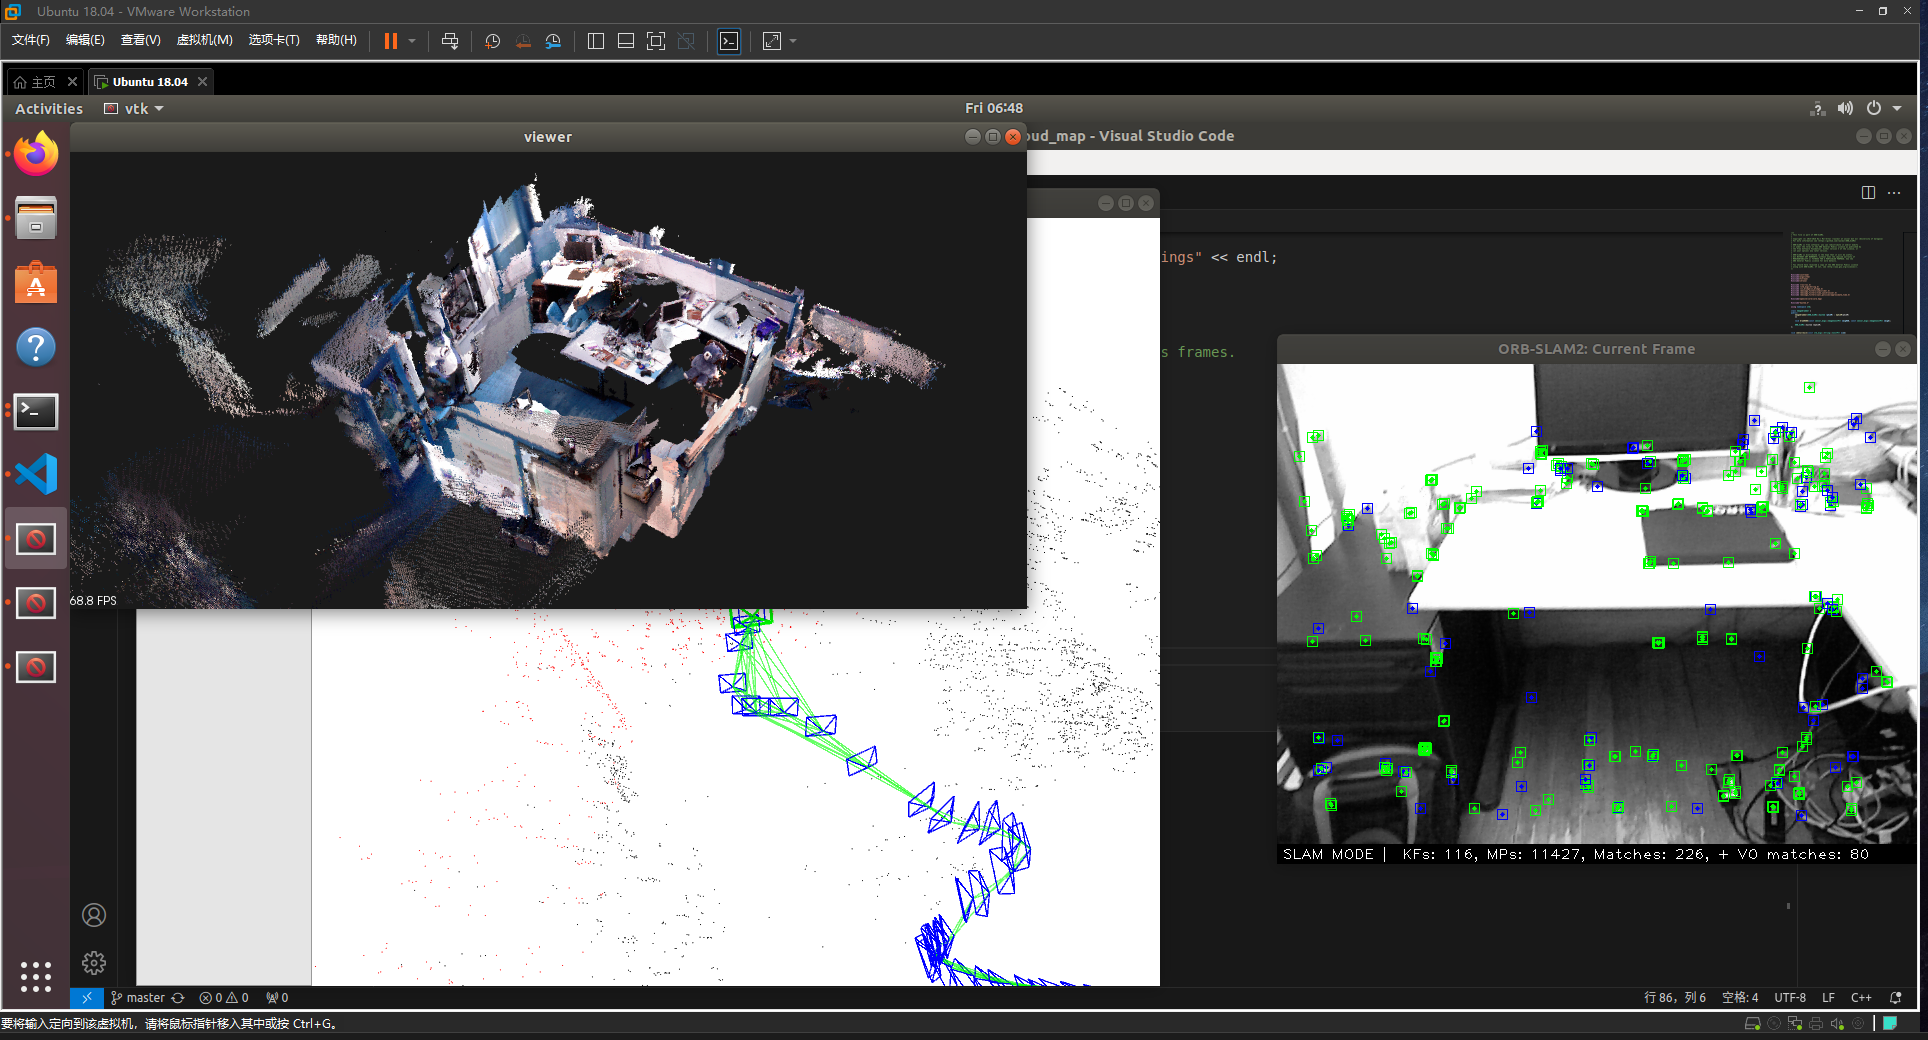 Ubuntu 18.04 - VMware Workstation
文件(F) 编辑(E) 查看(V) 虚拟机(M) 选项卡(T) 帮助(H)
主页 Ubuntu 18.04
Activities vtk Fri 06:48
viewer
oud_map - Visual Studio Code
ings" << endl;
s frames.
ORB-SLAM2: Current Frame
68.8 FPS
SLAM MODE | KFs: 116, MPs: 11427, Matches: 226, + VO matches: 80
master 0 0 0 行 86, 列 6 空格: 4 UTF-8 LF C++
要将输入定向到该虚拟机，请将鼠标指针移入其中或按 Ctrl+G。